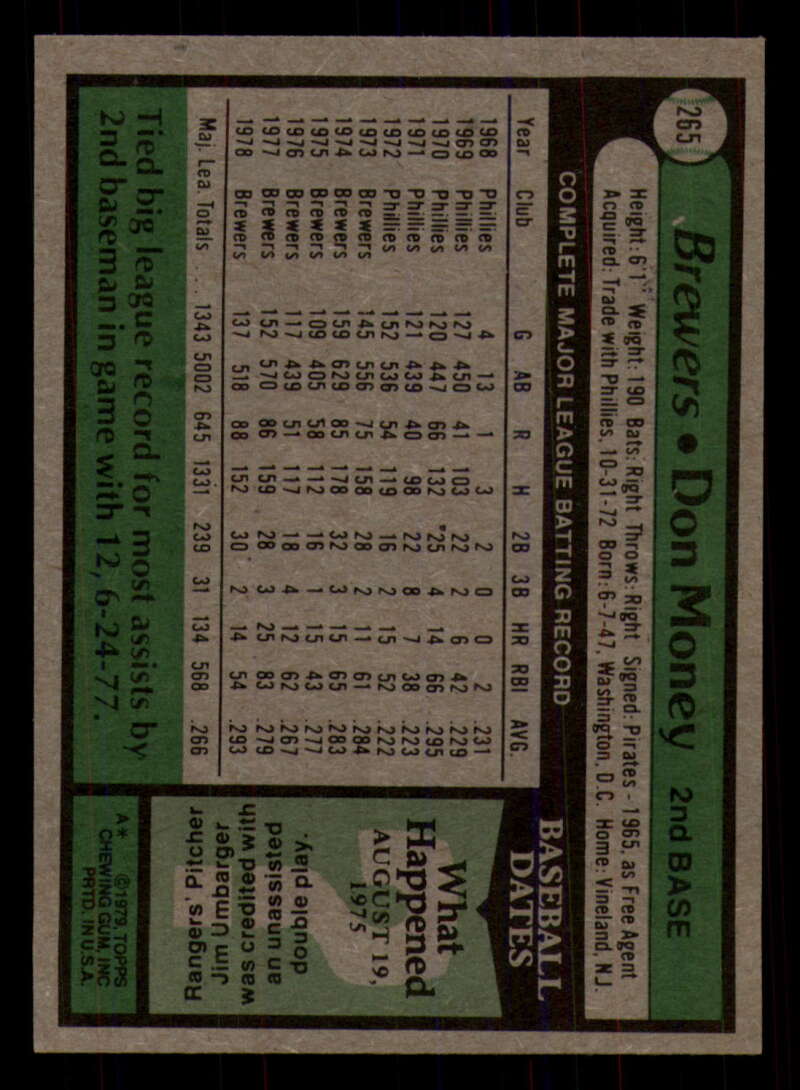 265
Brewers • Don Money 2nd BASE
Height: 6'1" Weight: 190 Bats: Right Throws: Right Signed: Pirates - 1965, as Free Agent
Acquired: Trade with Phillies, 10-31-72 Born: 6-7-47, Washington, D.C. Home: Vineland, N.J.
COMPLETE MAJOR LEAGUE BATTING RECORD
Year Club G AB R H 2B 3B HR RBI AVG.
1968 Phillies 4 13 1 3 2 0 0 2 .231
1969 Phillies 127 450 41 103 22 2 6 42 .229
1970 Phillies 120 447 66 132 25 4 14 66 .295
1971 Phillies 121 439 40 98 22 8 7 38 .223
1972 Phillies 152 536 54 119 16 2 15 52 .222
1973 Brewers 145 556 75 158 28 2 11 61 .284
1974 Brewers 159 629 85 178 32 3 15 65 .283
1975 Brewers 109 405 58 112 16 1 15 43 .277
1976 Brewers 117 439 51 117 18 4 12 62 .267
1977 Brewers 152 570 86 159 28 3 25 83 .279
1978 Brewers 137 518 88 152 30 2 14 54 .293
Maj. Lea. Totals .... 1343 5002 645 1331 239 31 134 568 .266
Tied big league record for most assists by
2nd baseman in game with 12, 6-24-77.
BASEBALL
DATES
What
Happened
AUGUST 19,
1975
Rangers' Pitcher
Jim Umbarger
was credited with
an unassisted
double play.
A* ©1979, TOPPS
CHEWING GUM, INC
PRTD. IN U.S.A.